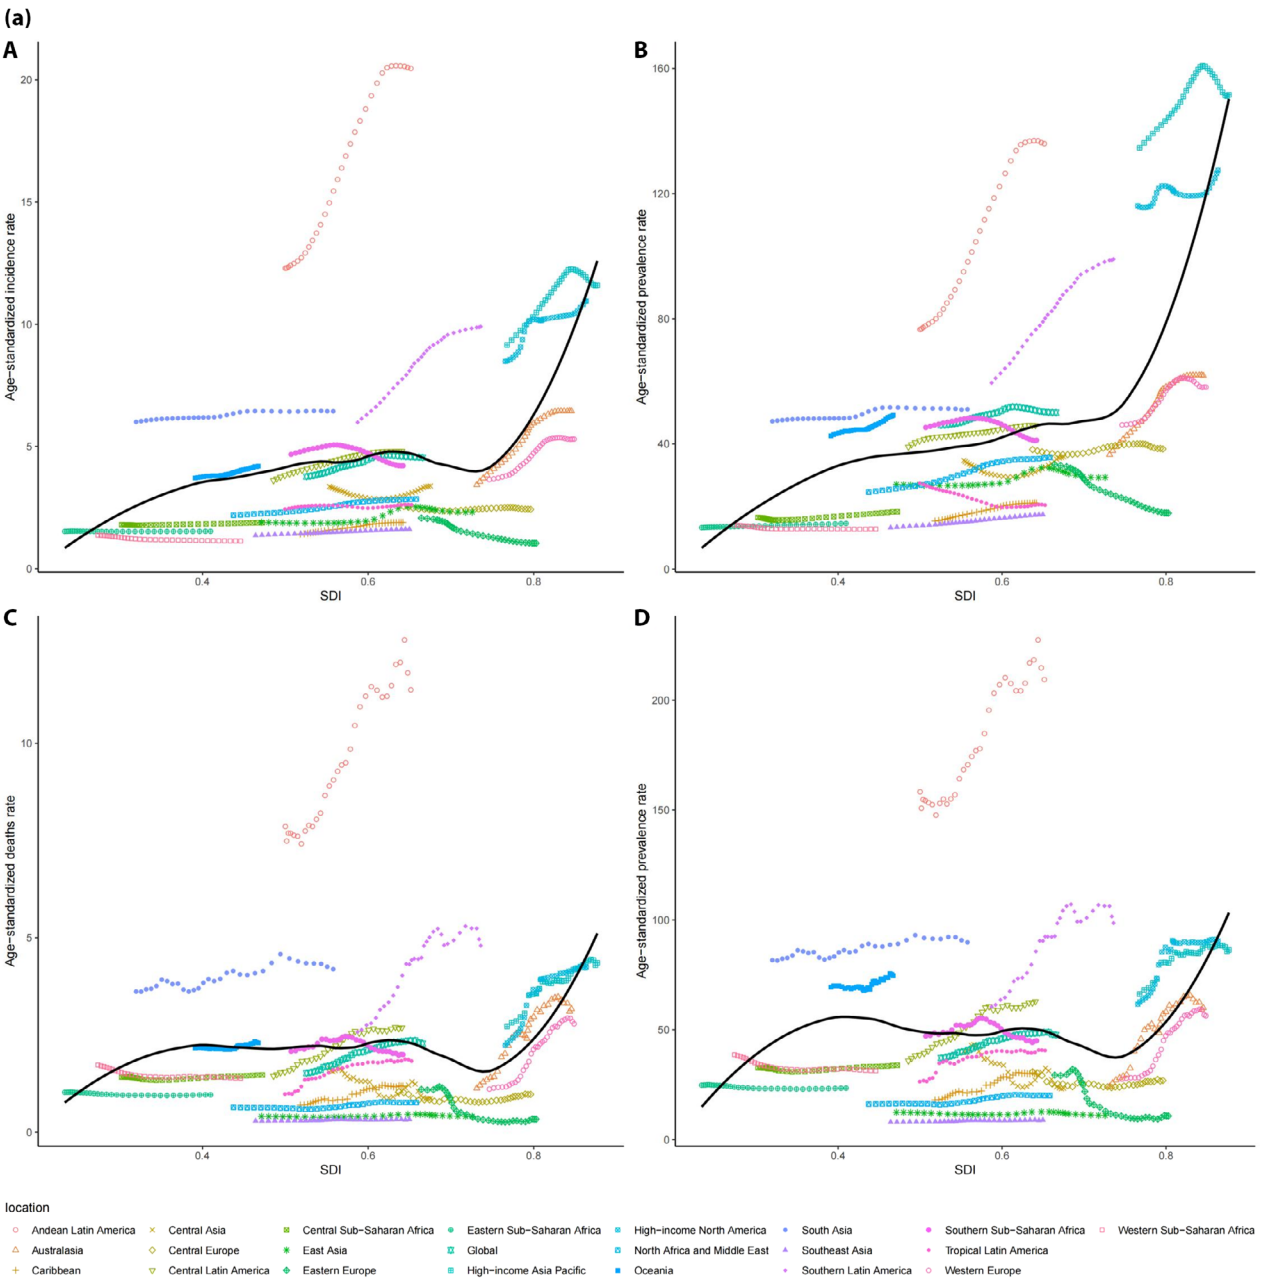 (a)
A
B
20
15
10
5
0
Age−standardized incidence rate
0.4
0.6
0.8
SDI
160
120
80
40
0
Age−standardized prevalence rate
0.4
0.6
0.8
SDI
C
D
10
5
0
Age−standardized deaths rate
0.4
0.6
0.8
SDI
200
150
100
50
0
Age−standardized prevalence rate
0.4
0.6
0.8
SDI
location
Andean Latin America Central Asia Central Sub−Saharan Africa Eastern Sub−Saharan Africa High−income North America South Asia Southern Sub−Saharan Africa Western Sub−Saharan Africa
Australasia Central Europe East Asia Global North Africa and Middle East Southeast Asia Tropical Latin America
Caribbean Central Latin America Eastern Europe High−income Asia Pacific Oceania Southern Latin America Western Europe